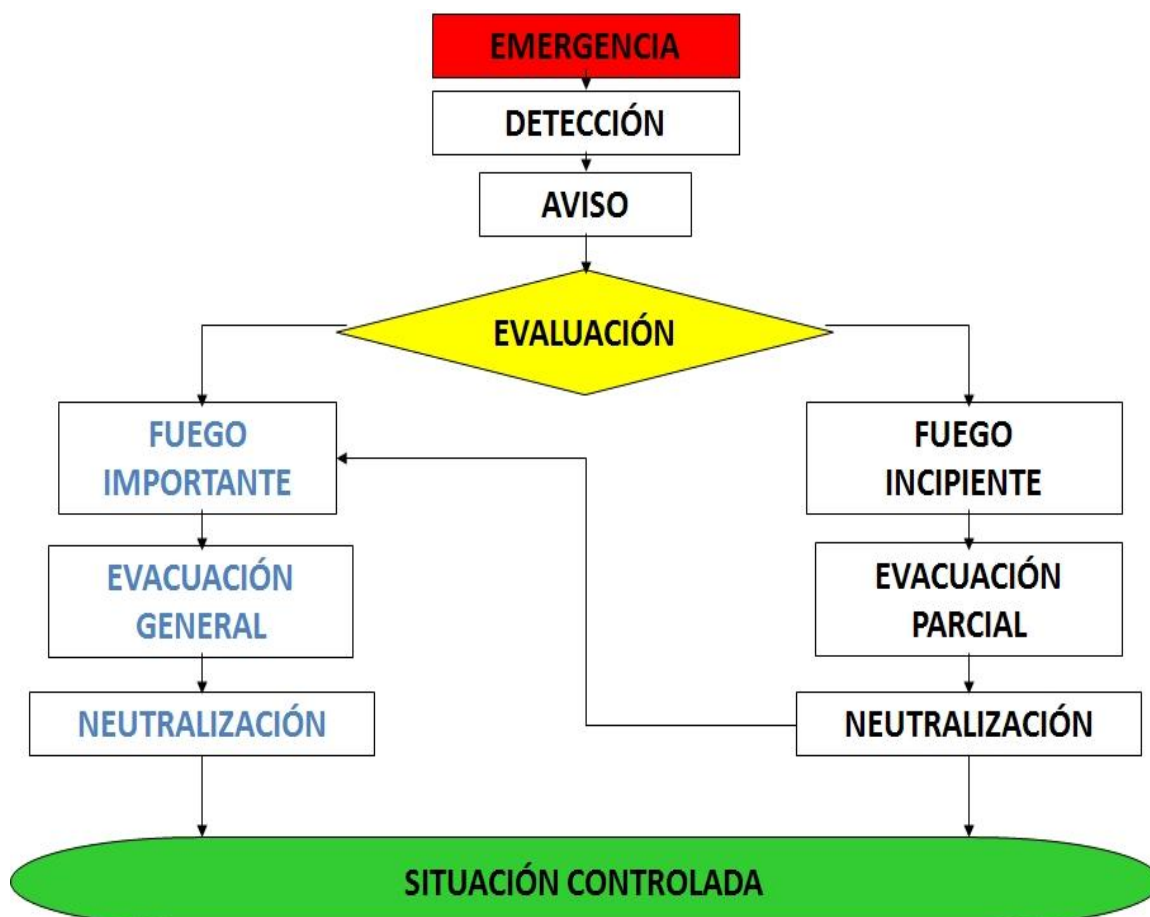 EMERGENCIA
DETECCIÓN
AVISO
EVALUACIÓN
FUEGO
IMPORTANTE
EVACUACIÓN
GENERAL
NEUTRALIZACIÓN
FUEGO
INCIPIENTE
EVACUACIÓN
PARCIAL
NEUTRALIZACIÓN
SITUACIÓN CONTROLADA